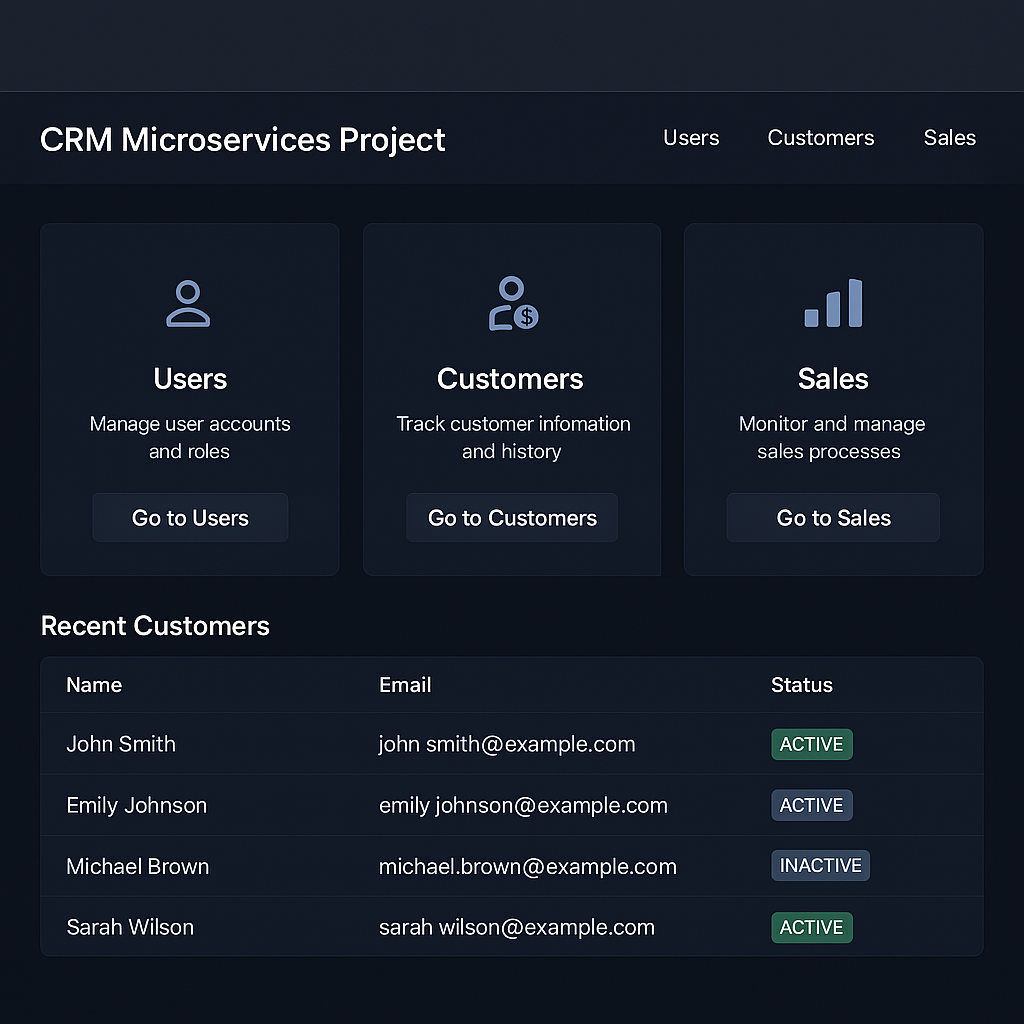 CRM Microservices Project
Users Customers Sales
Users
Manage user accounts
and roles
Go to Users
Customers
Track customer infomation
and history
Go to Customers
Sales
Monitor and manage
sales processes
Go to Sales
Recent Customers
Name Email Status
John Smith john smith@example.com ACTIVE
Emily Johnson emily johnson@example.com ACTIVE
Michael Brown michael.brown@example.com INACTIVE
Sarah Wilson sarah wilson@example.com ACTIVE